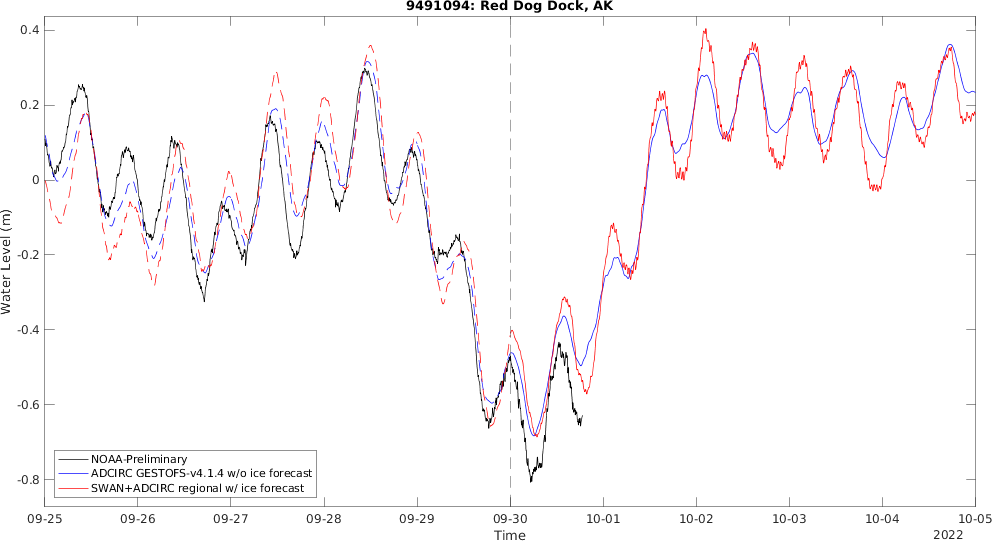 9491094: Red Dog Dock, AK
Water Level (m)
0.4
0.2
0
-0.2
-0.4
-0.6
-0.8
NOAA-Preliminary
ADCIRC GESTOFS-v4.1.4 w/o ice forecast
SWAN+ADCIRC regional w/ ice forecast
09-25 09-26 09-27 09-28 09-29 09-30 10-01 10-02 10-03 10-04 10-05
Time
2022